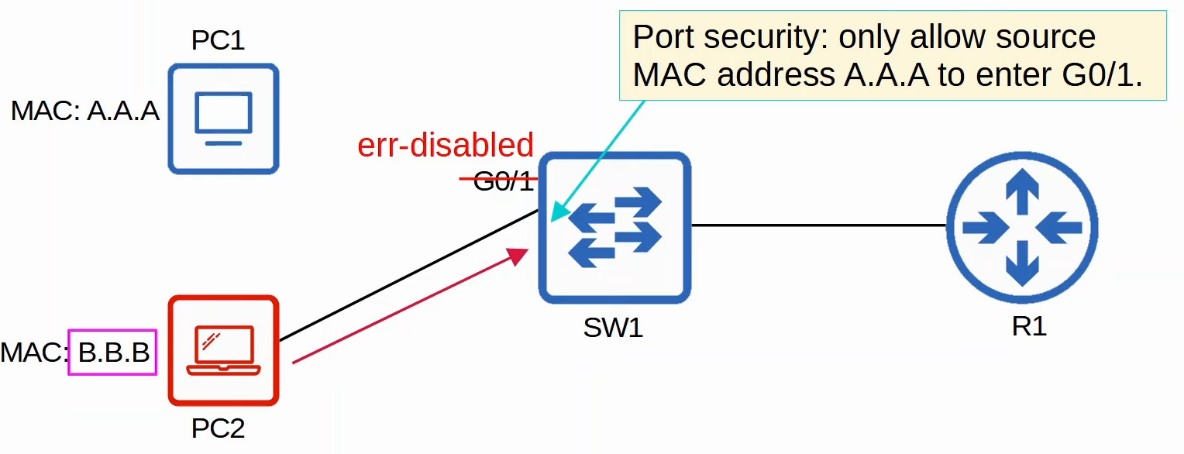 PC1
Port security: only allow source
MAC address A.A.A to enter G0/1.
MAC: A.A.A
err-disabled
G0/1
SW1
R1
MAC: B.B.B
PC2